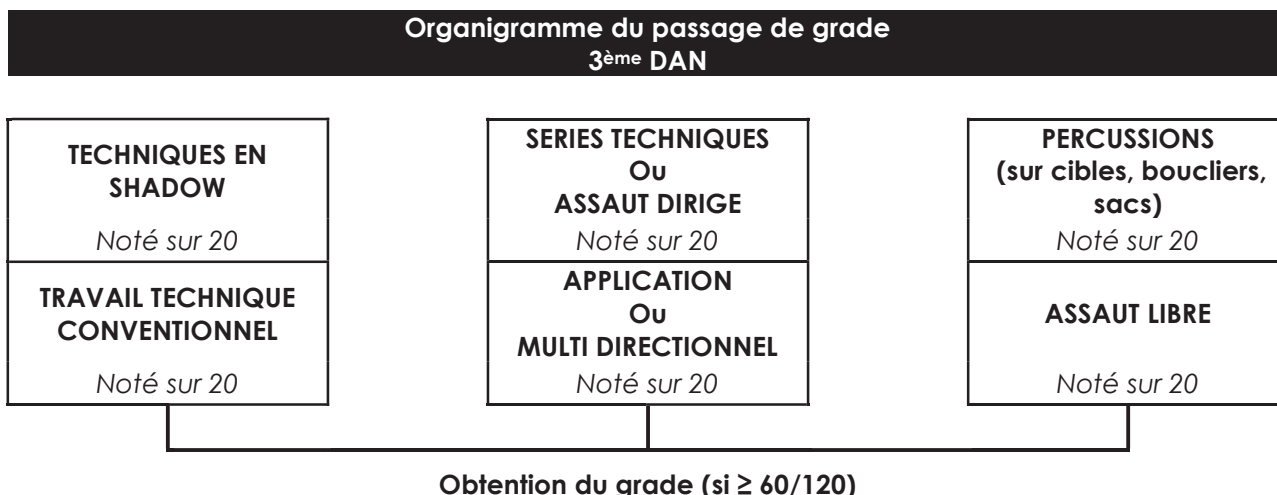 Organigramme du passage de grade
3ème DAN
TECHNIQUES EN
SHADOW
Noté sur 20
TRAVAIL TECHNIQUE
CONVENTIONNEL
Noté sur 20
SERIES TECHNIQUES
Ou
ASSAUT DIRIGE
Noté sur 20
APPLICATION
Ou
MULTI DIRECTIONNEL
Noté sur 20
PERCUSSIONS
(sur cibles, boucliers,
sacs)
Noté sur 20
ASSAUT LIBRE
Noté sur 20
Obtention du grade (si ≥ 60/120)